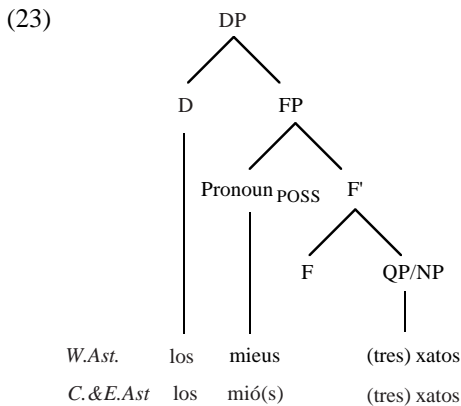 (23)
DP
D FP
Pronoun POSS F'
F QP/NP
W.Ast. los mieus (tres) xatos
C.&E.Ast los mió(s) (tres) xatos